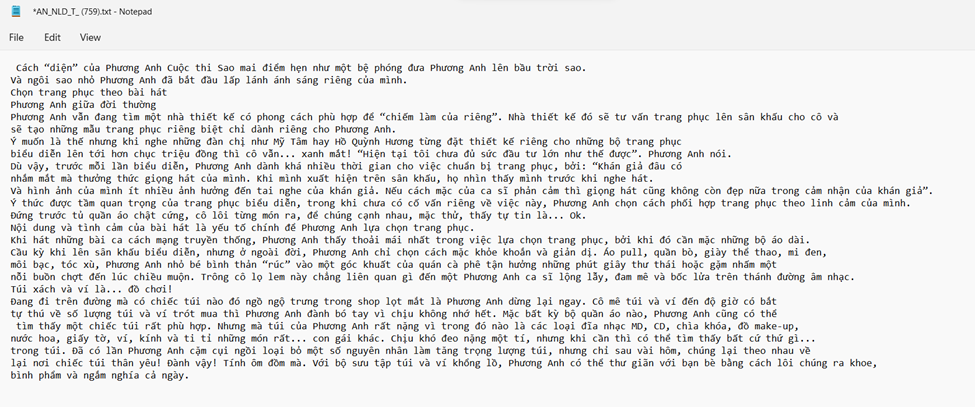 *AN_NLD_T_ (759).txt - Notepad
File Edit View
Cách “diện” của Phương Anh Cuộc thi Sao mai điểm hẹn như một bệ phóng đưa Phương Anh lên bầu trời sao.
Và ngôi sao nhỏ Phương Anh đã bắt đầu lấp lánh ánh sáng riêng của mình.
Chọn trang phục theo bài hát
Phương Anh giữa đời thường
Phương Anh vẫn đang tìm một nhà thiết kế có phong cách phù hợp để “chiếm làm của riêng”. Nhà thiết kế đó sẽ tư vấn trang phục lên sân khấu cho cô và
sẽ tạo những mẫu trang phục riêng biệt chỉ dành riêng cho Phương Anh.
Ý muốn là thế nhưng khi nghe những đàn chị như Mỹ Tâm hay Hồ Quỳnh Hương từng đặt thiết kế riêng cho những bộ trang phục
biểu diễn lên tới hơn chục triệu đồng thì cô vẫn... xanh mắt! “Hiện tại tôi chưa đủ sức đầu tư lớn như thế được”. Phương Anh nói.
Dù vậy, trước mỗi lần biểu diễn, Phương Anh dành khá nhiều thời gian cho việc chuẩn bị trang phục, bởi: “Khán giả đâu có
nhắm mắt mà thưởng thức giọng hát của mình. Khi mình xuất hiện trên sân khấu, họ nhìn thấy mình trước khi nghe hát.
Và hình ảnh của mình ít nhiều ảnh hưởng đến tai nghe của khán giả. Nếu cách mặc của ca sĩ phản cảm thì giọng hát cũng không còn đẹp nữa trong cảm nhận của khán giả”.
Ý thức được tầm quan trọng của trang phục biểu diễn, trong khi chưa có cố vấn riêng về việc này, Phương Anh chọn cách phối hợp trang phục theo linh cảm của mình.
Đứng trước tủ quần áo chật cứng, cô lôi từng món ra, để chúng cạnh nhau, mặc thử, thấy tự tin là... Ok.
Nội dung và tình cảm của bài hát là yếu tố chính để Phương Anh lựa chọn trang phục.
Khi hát những bài ca cách mạng truyền thống, Phương Anh thấy thoải mái nhất trong việc lựa chọn trang phục, bởi khi đó cần mặc những bộ áo dài.
Cầu kỳ khi lên sân khấu biểu diễn, nhưng ở ngoài đời, Phương Anh chỉ chọn cách mặc khỏe khoắn và giản dị. Áo pull, quần bò, giày thể thao, mi đen,
môi bạc, tóc xù, Phương Anh nhỏ bé bình thản “rúc” vào một góc khuất của quán cà phê tận hưởng những phút giây thư thái hoặc gặm nhấm một
nỗi buồn chợt đến lúc chiều muộn. Trông cô lọ lem này chẳng liên quan gì đến một Phương Anh ca sĩ lộng lẫy, đam mê và bốc lửa trên thánh đường âm nhạc.
Túi xách và ví là... đồ chơi!
Đang đi trên đường mà có chiếc túi nào đó ngồ ngộ trưng trong shop lọt mắt là Phương Anh dừng lại ngay. Cô mê túi và ví đến độ giờ có bắt
tự thú về số lượng túi và ví trót mua thì Phương Anh đành bó tay vì chịu không nhớ hết. Mặc bất kỳ bộ quần áo nào, Phương Anh cũng có thể
tìm thấy một chiếc túi rất phù hợp. Nhưng mà túi của Phương Anh rất nặng vì trong đó nào là các loại đĩa nhạc MD, CD, chìa khóa, đồ make-up,
nước hoa, giấy tờ, ví, kính và ti tỉ những món rất... con gái khác. Chịu khó đeo nặng một tí, nhưng khi cần thì có thể tìm thấy bất cứ thứ gì...
trong túi. Đã có lần Phương Anh cặm cụi ngồi loại bỏ một số nguyên nhân làm tăng trọng lượng túi, nhưng chỉ sau vài hôm, chúng lại theo nhau về
lại nơi chiếc túi thân yêu! Đành vậy! Tính ôm đồm mà. Với bộ sưu tập túi và ví khổng lồ, Phương Anh có thể thư giãn với bạn bè bằng cách lôi chúng ra khoe,
bình phẩm và ngắm nghía cả ngày.